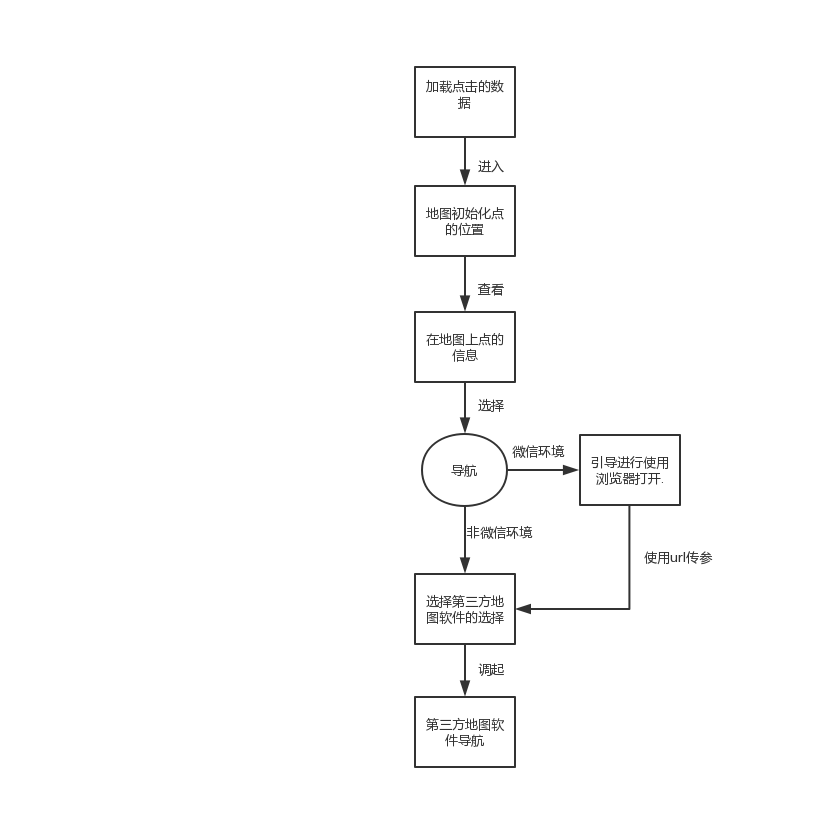 加载点击的数
据
进入
地图初始化点
的位置
查看
在地图上点的
信息
选择
导航
微信环境
引导进行使用
浏览器打开.
非微信环境
使用url传参
选择第三方地
图软件的选择
调起
第三方地图软
件导航